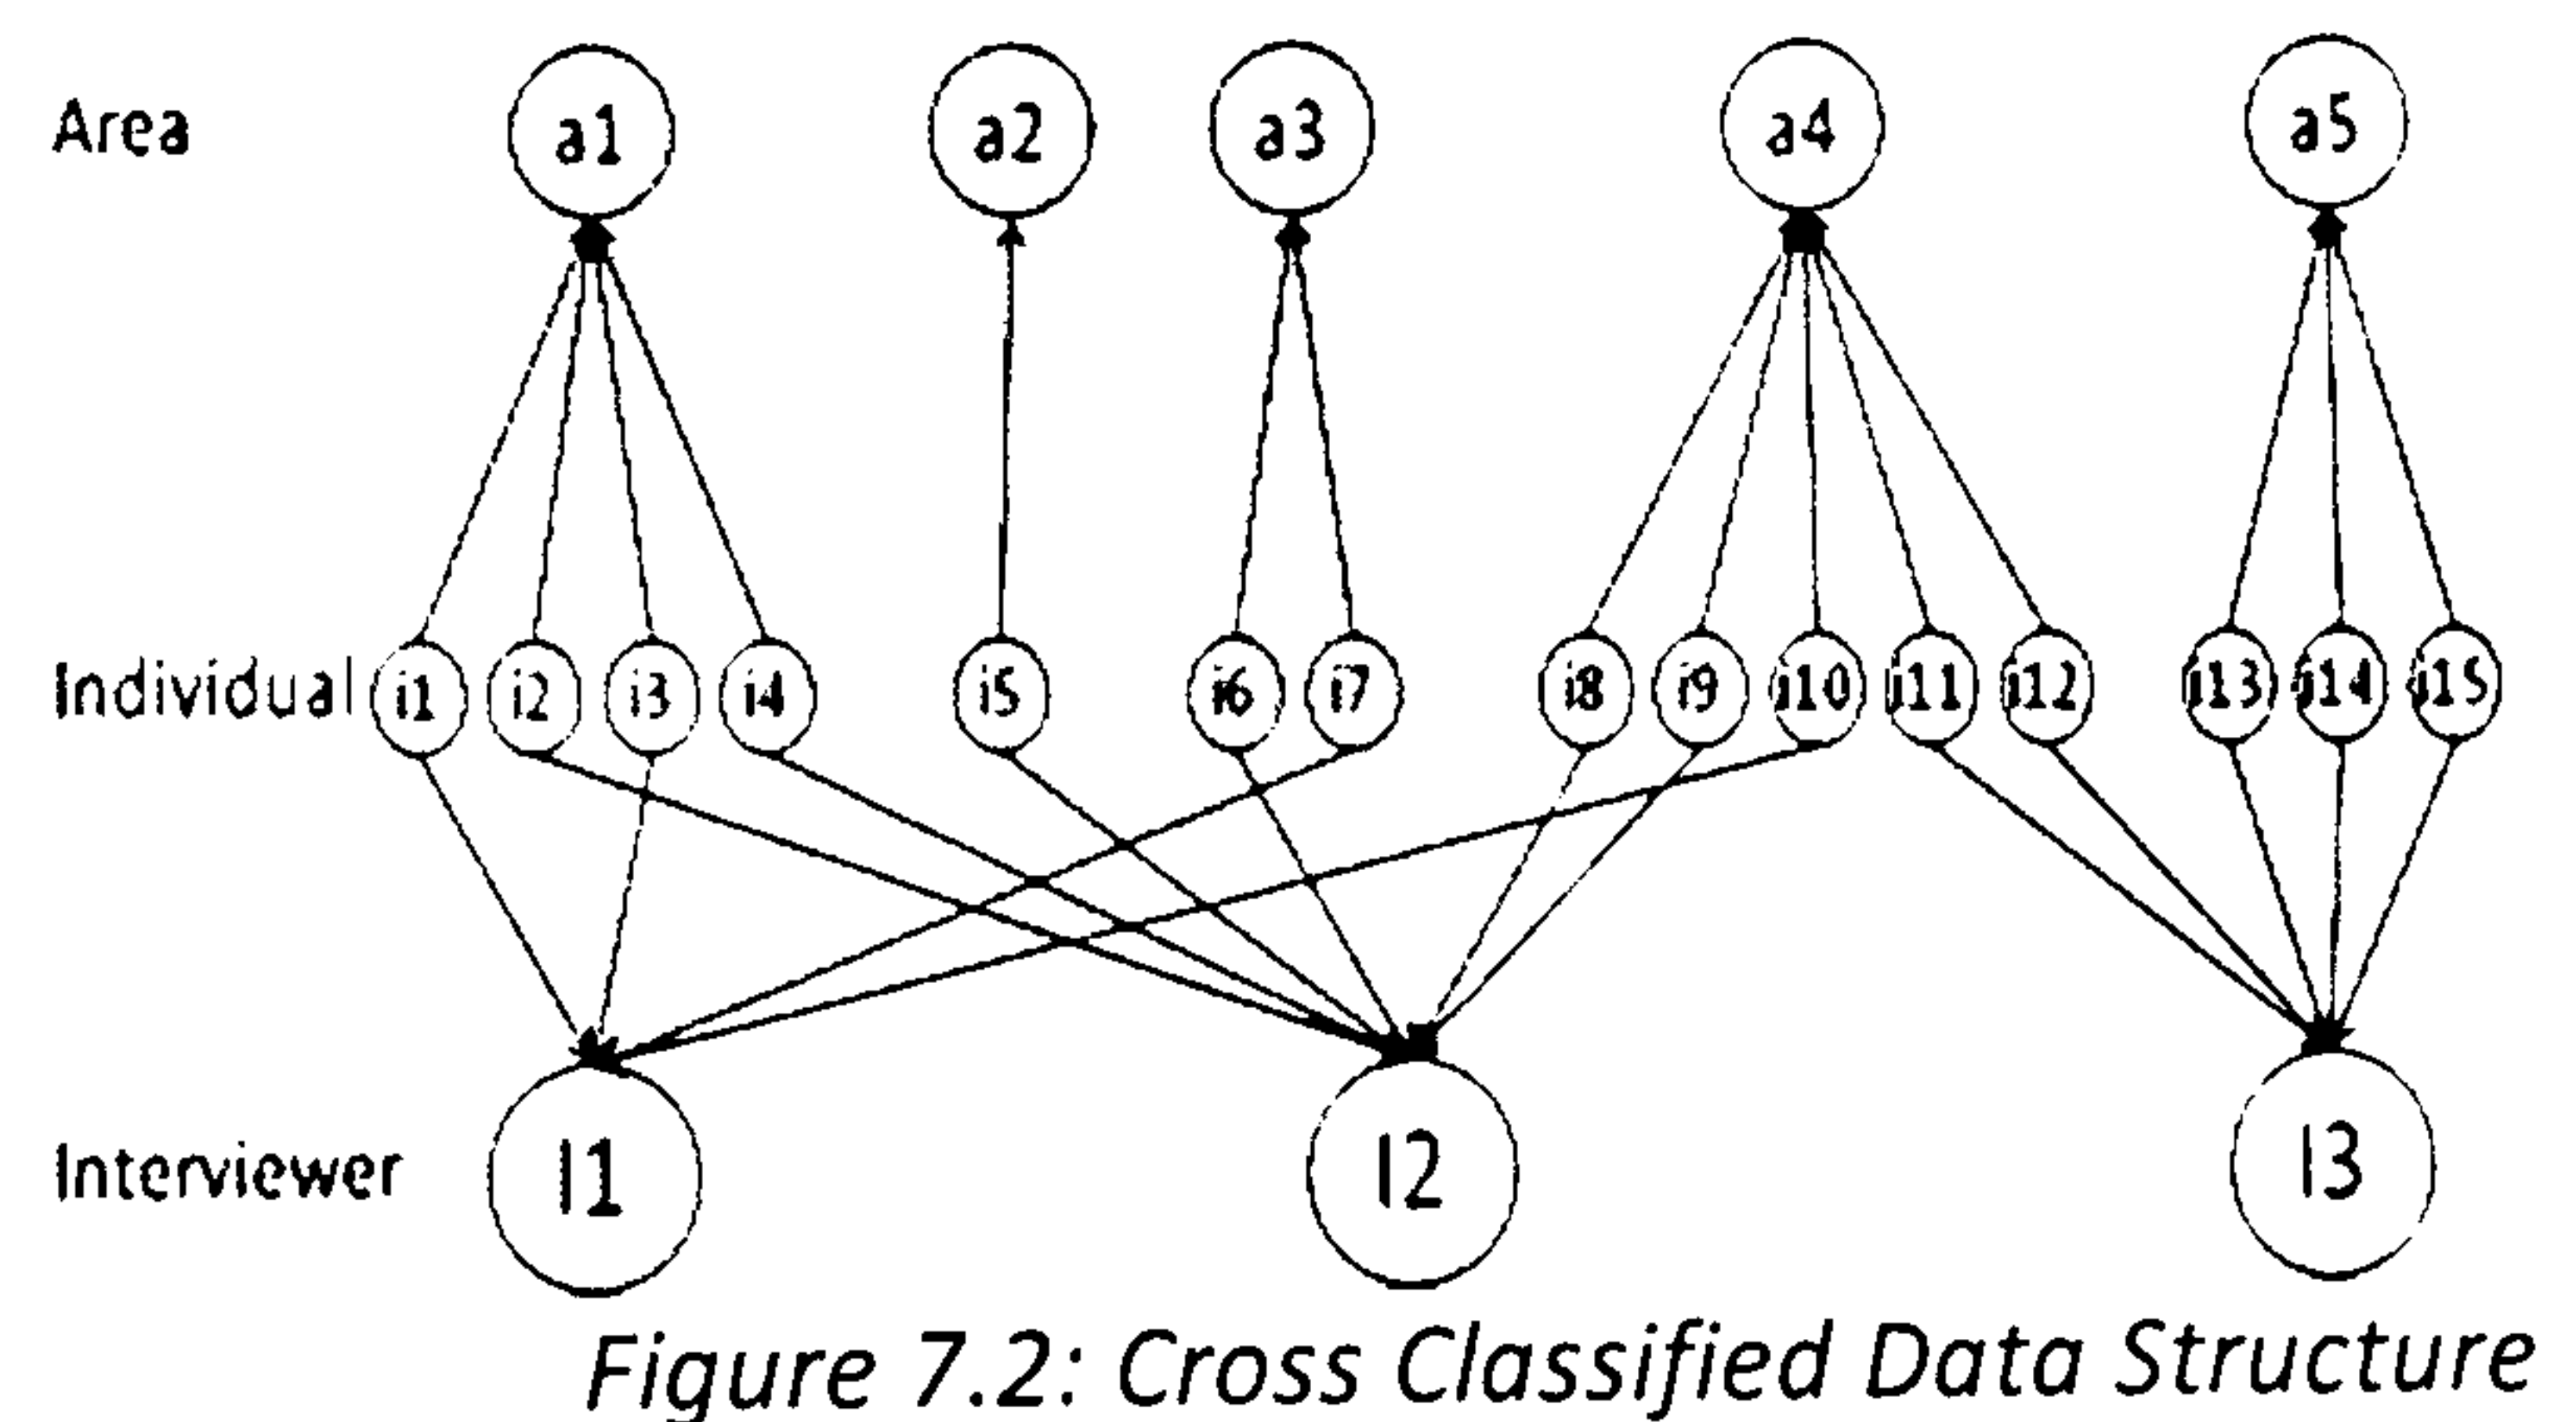 Area a1 a2 a3 a4 a5
Individual i1 i2 i3 i4 i5 i6 i7 i8 i9 i10 i11 i12 i13 i14 i15
Interviewer I1 I2 I3
Figure 7.2: Cross Classified Data Structure